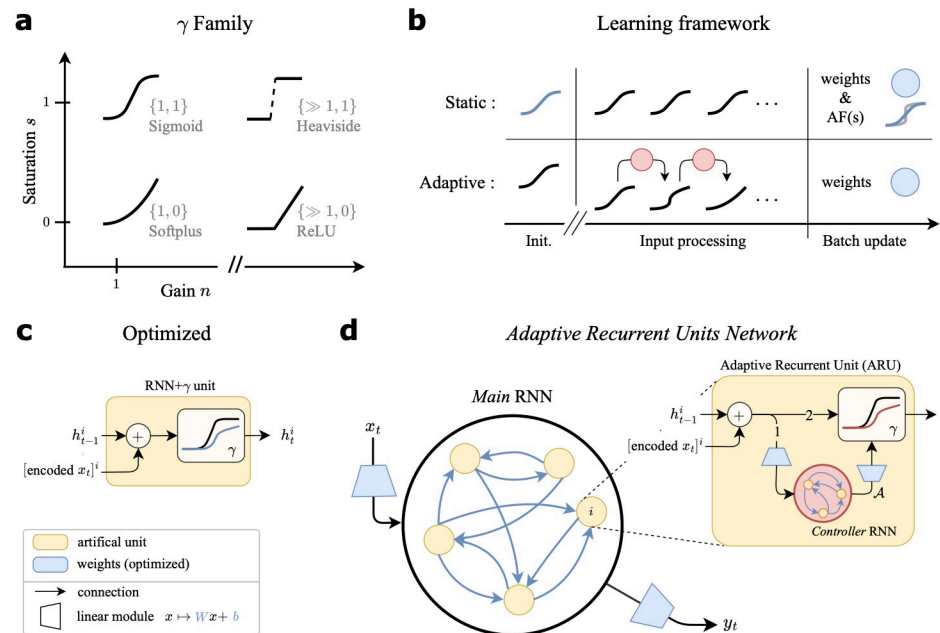 a
γ Family
Saturation s
1
0
{1, 1}
Sigmoid
{≫ 1, 1}
Heaviside
{1, 0}
Softplus
{≫ 1, 0}
ReLU
1
Gain n
b
Learning framework
Static :
...
weights
&
AF(s)
Adaptive :
...
weights
Init.
Input processing
Batch update
c
Optimized
RNN+γ unit
h^i_{t-1}
+
γ
h^i_t
[encoded x_t]^i
artifical unit
weights (optimized)
connection
linear module x ↦ Wx+ b
d
Adaptive Recurrent Units Network
Main RNN
x_t
i
y_t
Adaptive Recurrent Unit (ARU)
h^i_{t-1}
+
2
γ
[encoded x_t]^i
1
A
Controller RNN